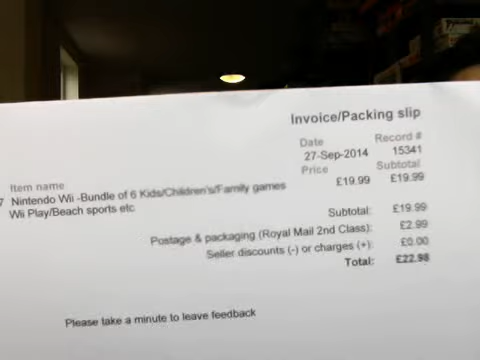 Invoice/Packing slip
Date Record #
27-Sep-2014 15341
Item name Price Subtotal
7 Nintendo Wii -Bundle of 6 Kids/Children's/Family games £19.99 £19.99
Wii Play/Beach sports etc
Subtotal: £19.99
Postage & packaging (Royal Mail 2nd Class): £2.99
Seller discounts (-) or charges (+): £0.00
Total: £22.98
Please take a minute to leave feedback